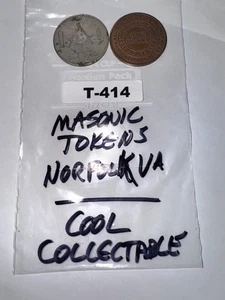 T-414
MASONIC
TOKENS
NORFOLK VA
COOL
COLLECTABLE